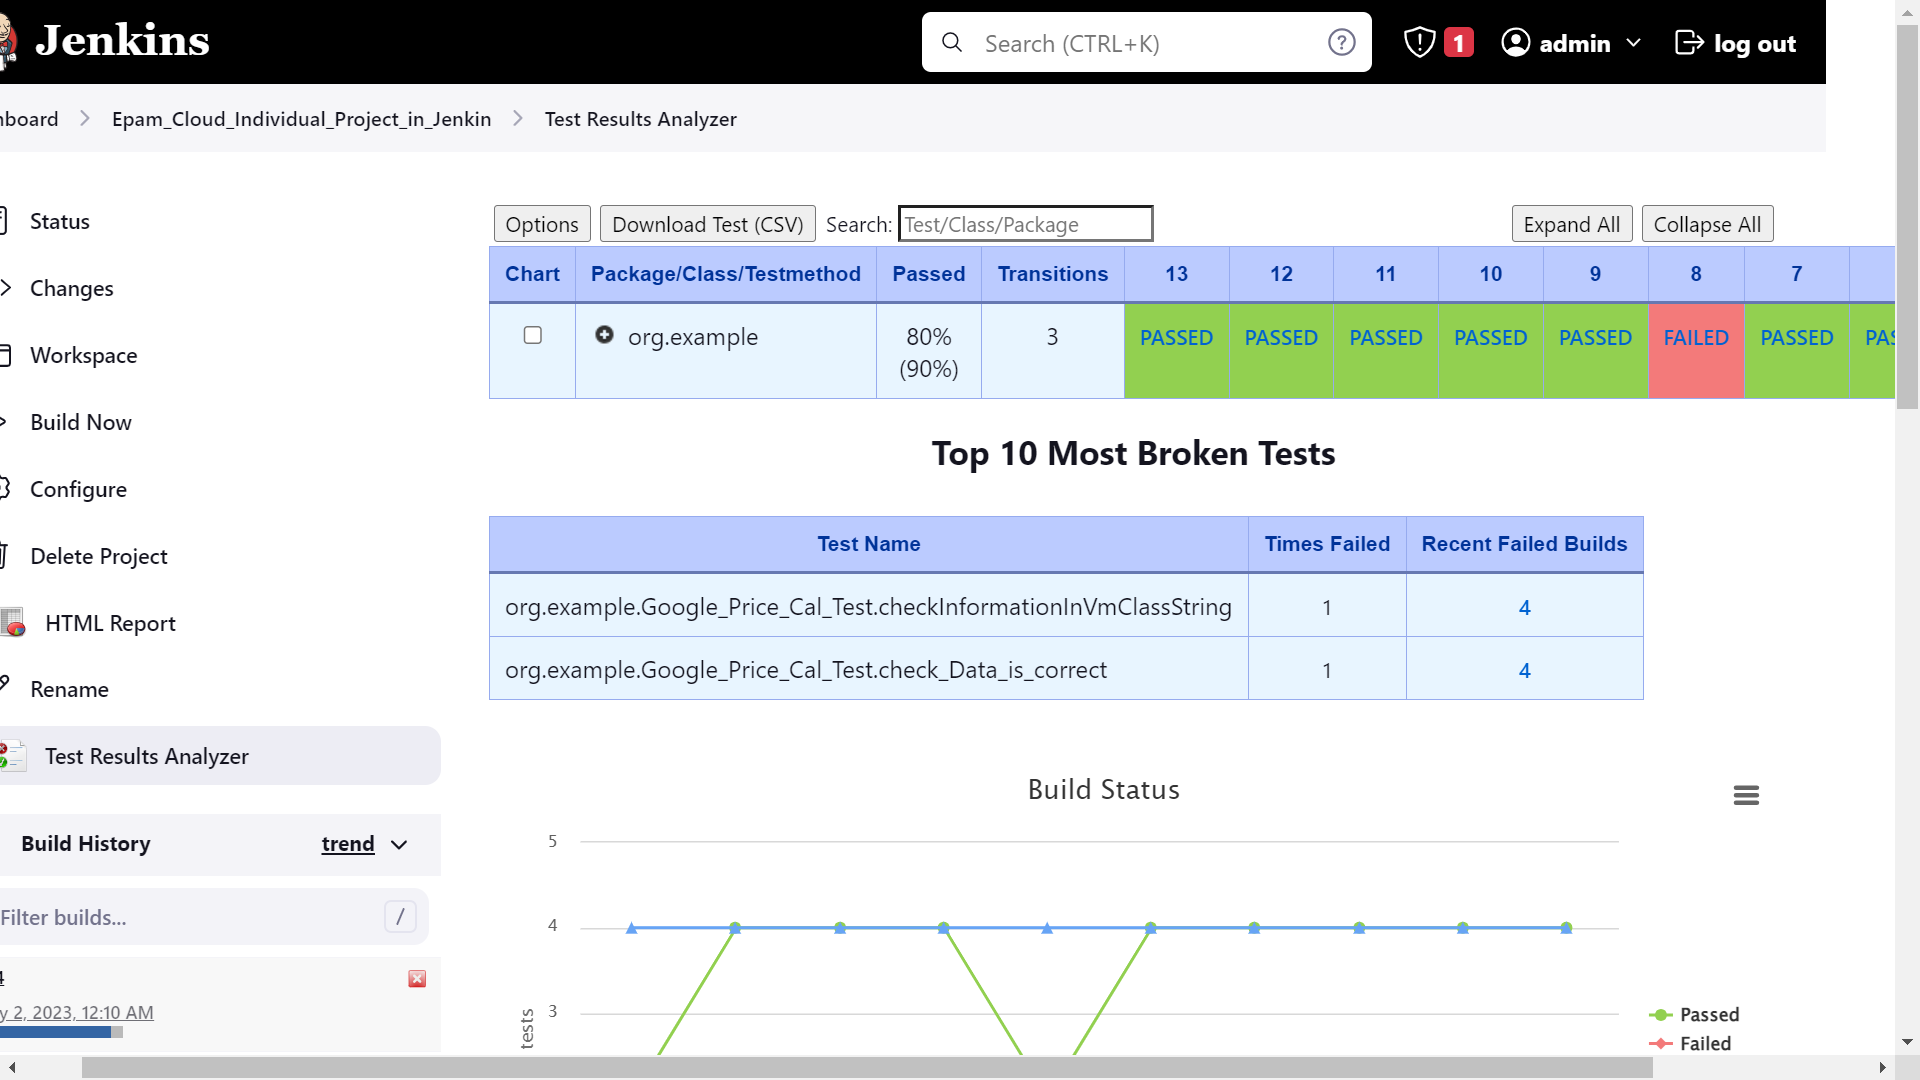 Jenkins
Search (CTRL+K)
?
1
admin
log out
Epam_Cloud_Individual_Project_in_Jenkin
Test Results Analyzer
Status
Changes
Workspace
Build Now
Configure
Delete Project
HTML Report
Rename
Test Results Analyzer
Build History
trend
Filter builds...
/
4
y 2, 2023, 12:10 AM
Options
Download Test (CSV)
Search:
Test/Class/Package
Expand All
Collapse All
Chart Package/Class/Testmethod Passed Transitions 13 12 11 10 9 8 7
org.example 80% 3 PASSED PASSED PASSED PASSED PASSED FAILED PASSED PAS
(90%)
Top 10 Most Broken Tests
Test Name Times Failed Recent Failed Builds
org.example.Google_Price_Cal_Test.checkInformationInVmClassString 1 4
org.example.Google_Price_Cal_Test.check_Data_is_correct 1 4
Build Status
5
4
3
tests
Passed
Failed